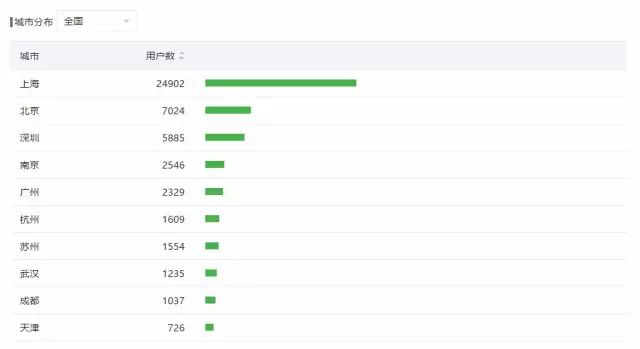 城市分布 全国
城市 用户数
上海 24902
北京 7024
深圳 5885
南京 2546
广州 2329
杭州 1609
苏州 1554
武汉 1235
成都 1037
天津 726